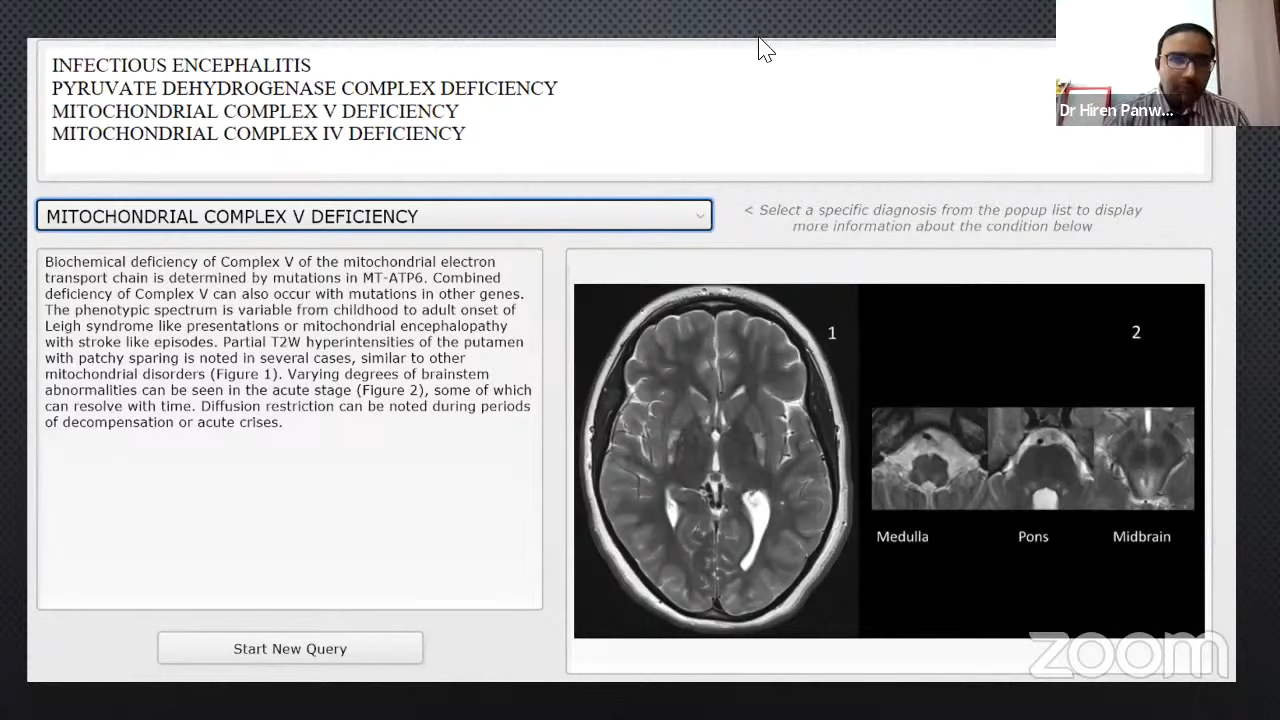 INFECTIOUS ENCEPHALITIS
PYRUVATE DEHYDROGENASE COMPLEX DEFICIENCY
MITOCHONDRIAL COMPLEX V DEFICIENCY
MITOCHONDRIAL COMPLEX IV DEFICIENCY
Dr Hiren Panw...
MITOCHONDRIAL COMPLEX V DEFICIENCY
< Select a specific diagnosis from the popup list to display
more information about the condition below
Biochemical deficiency of Complex V of the mitochondrial electron
transport chain is determined by mutations in MT-ATP6. Combined
deficiency of Complex V can also occur with mutations in other genes.
The phenotypic spectrum is variable from childhood to adult onset of
Leigh syndrome like presentations or mitochondrial encephalopathy
with stroke like episodes. Partial T2W hyperintensities of the putamen
with patchy sparing is noted in several cases, similar to other
mitochondrial disorders (Figure 1). Varying degrees of brainstem
abnormalities can be seen in the acute stage (Figure 2), some of which
can resolve with time. Diffusion restriction can be noted during periods
of decompensation or acute crises.
1
2
Medulla
Pons
Midbrain
Start New Query
zoom